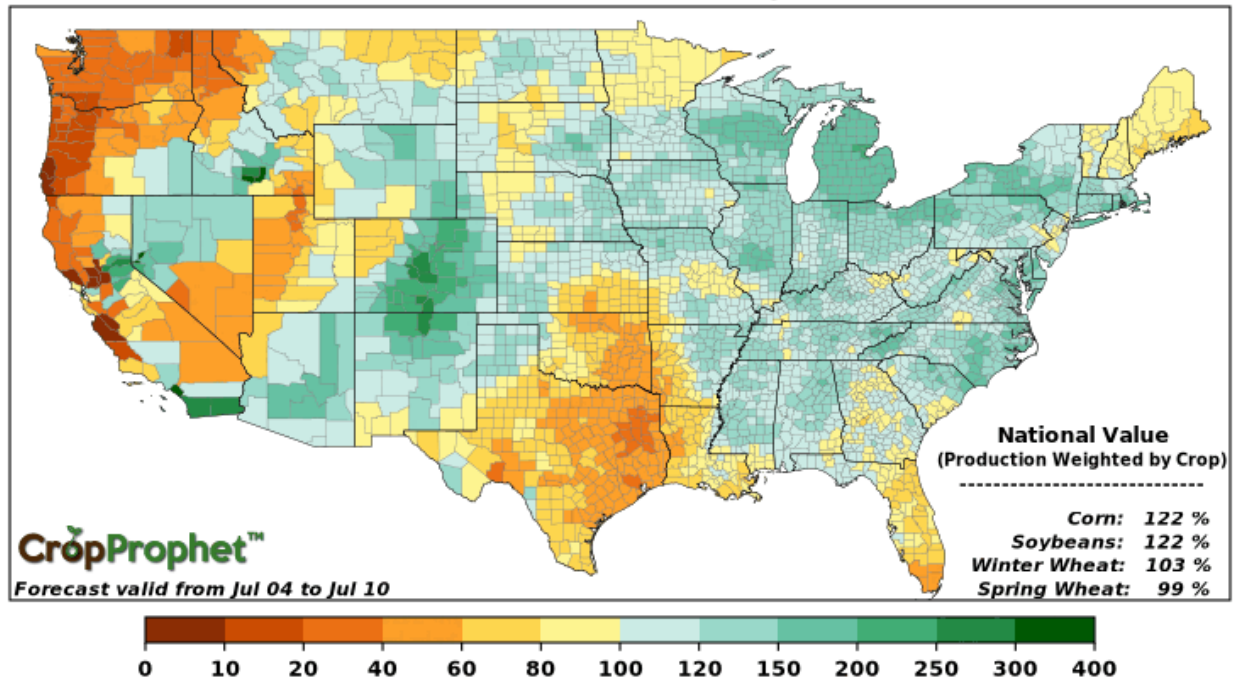 National Value
(Production Weighted by Crop)
-----------------------------
Corn: 122 %
Soybeans: 122 %
Winter Wheat: 103 %
Spring Wheat: 99 %
CropProphet™
Forecast valid from Jul 04 to Jul 10
0 10 20 40 60 80 100 120 150 200 250 300 400